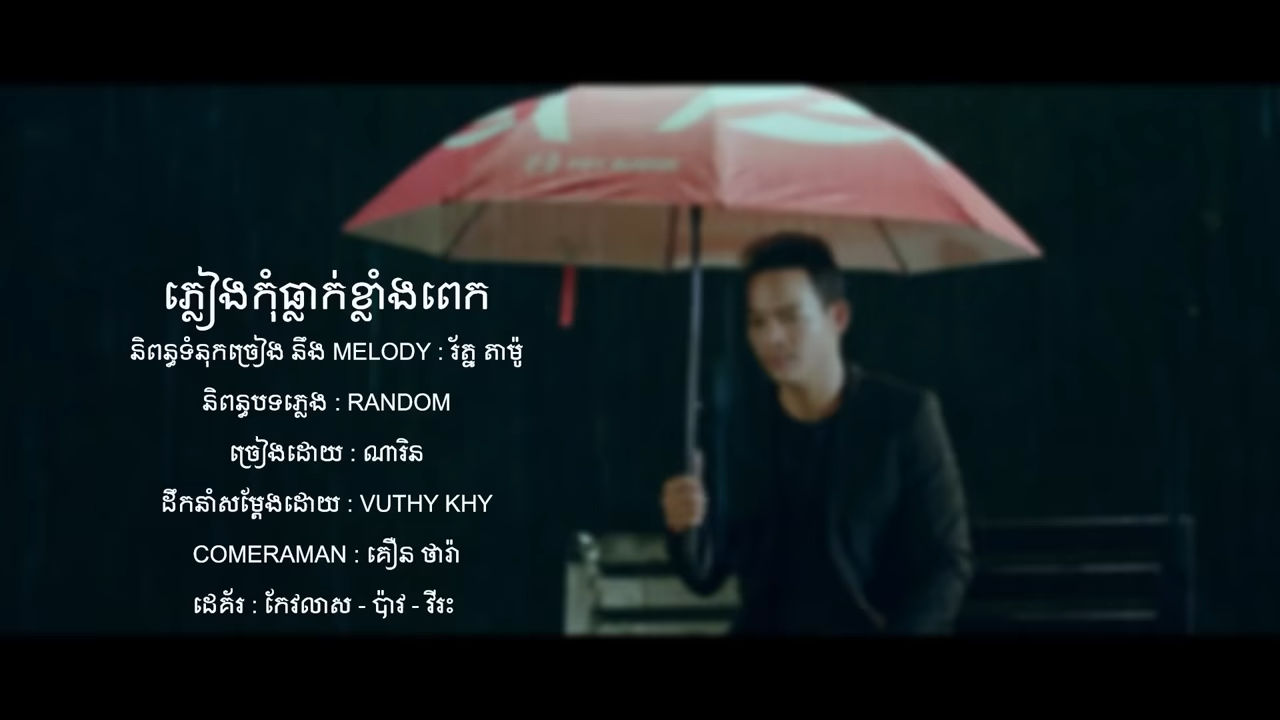 ភ្លៀងកុំធ្លាក់ខ្លាំងពេក
និពន្ធទំនុកច្រៀង នឹង MELODY : រ័ត្ន តាម៉ូ
និពន្ធបទភ្លេង : RANDOM
ច្រៀងដោយ : ណារិន
ដឹកនាំសម្ដែងដោយ : VUTHY KHY
COMERAMAN : គឿន ថារ៉ា
ដេគ័រ : កែវលាស - ប៉ាវ - វីរះ